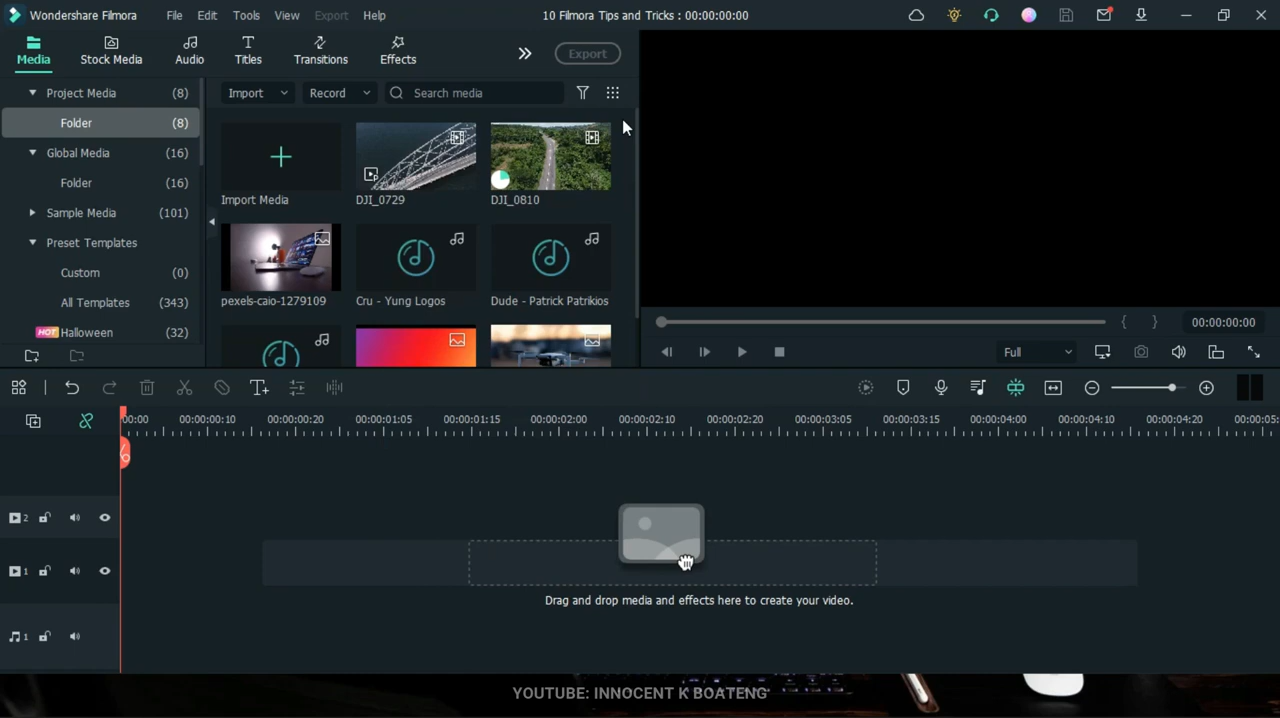 Wondershare Filmora File Edit Tools View Export Help 10 Filmora Tips and Tricks : 00:00:00:00
Media Stock Media Audio Titles Transitions Effects Export
Project Media (8)
Folder (8)
Global Media (16)
Folder (16)
Sample Media (101)
Preset Templates
Custom (0)
All Templates (343)
HOT Halloween (32)
Import Record Search media
Import Media DJI_0729 DJI_0810
pexels-caio-1279109 Cru - Yung Logos Dude - Patrick Patrikios
{ } 00:00:00:00
Full
00:00 00:00:00:10 00:00:00:20 00:00:01:05 00:00:01:15 00:00:02:00 00:00:02:10 00:00:02:20 00:00:03:05 00:00:03:15 00:00:04:00 00:00:04:10 00:00:04:20 00:00:05:
2
1
Drag and drop media and effects here to create your video.
1
YOUTUBE: INNOCENT K BOATENG